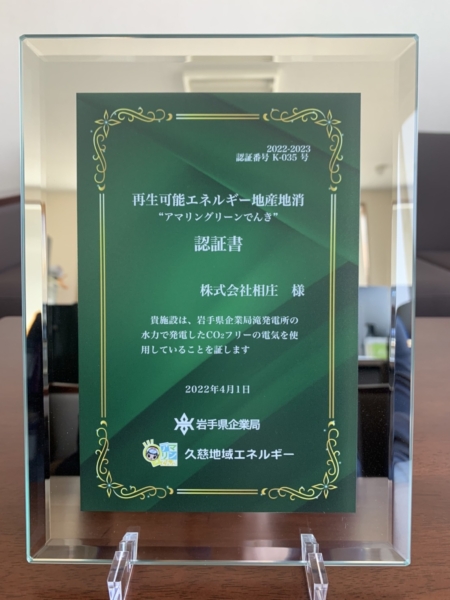 2022-2023
認証番号 K-035 号
再生可能エネルギー地産地消
“アマリングリーンでんき”
認証書
株式会社相庄 様
貴施設は、岩手県企業局滝発電所の
水力で発電したCO₂フリーの電気を使
用していることを証します
2022年4月1日
岩手県企業局
久慈地域エネルギー